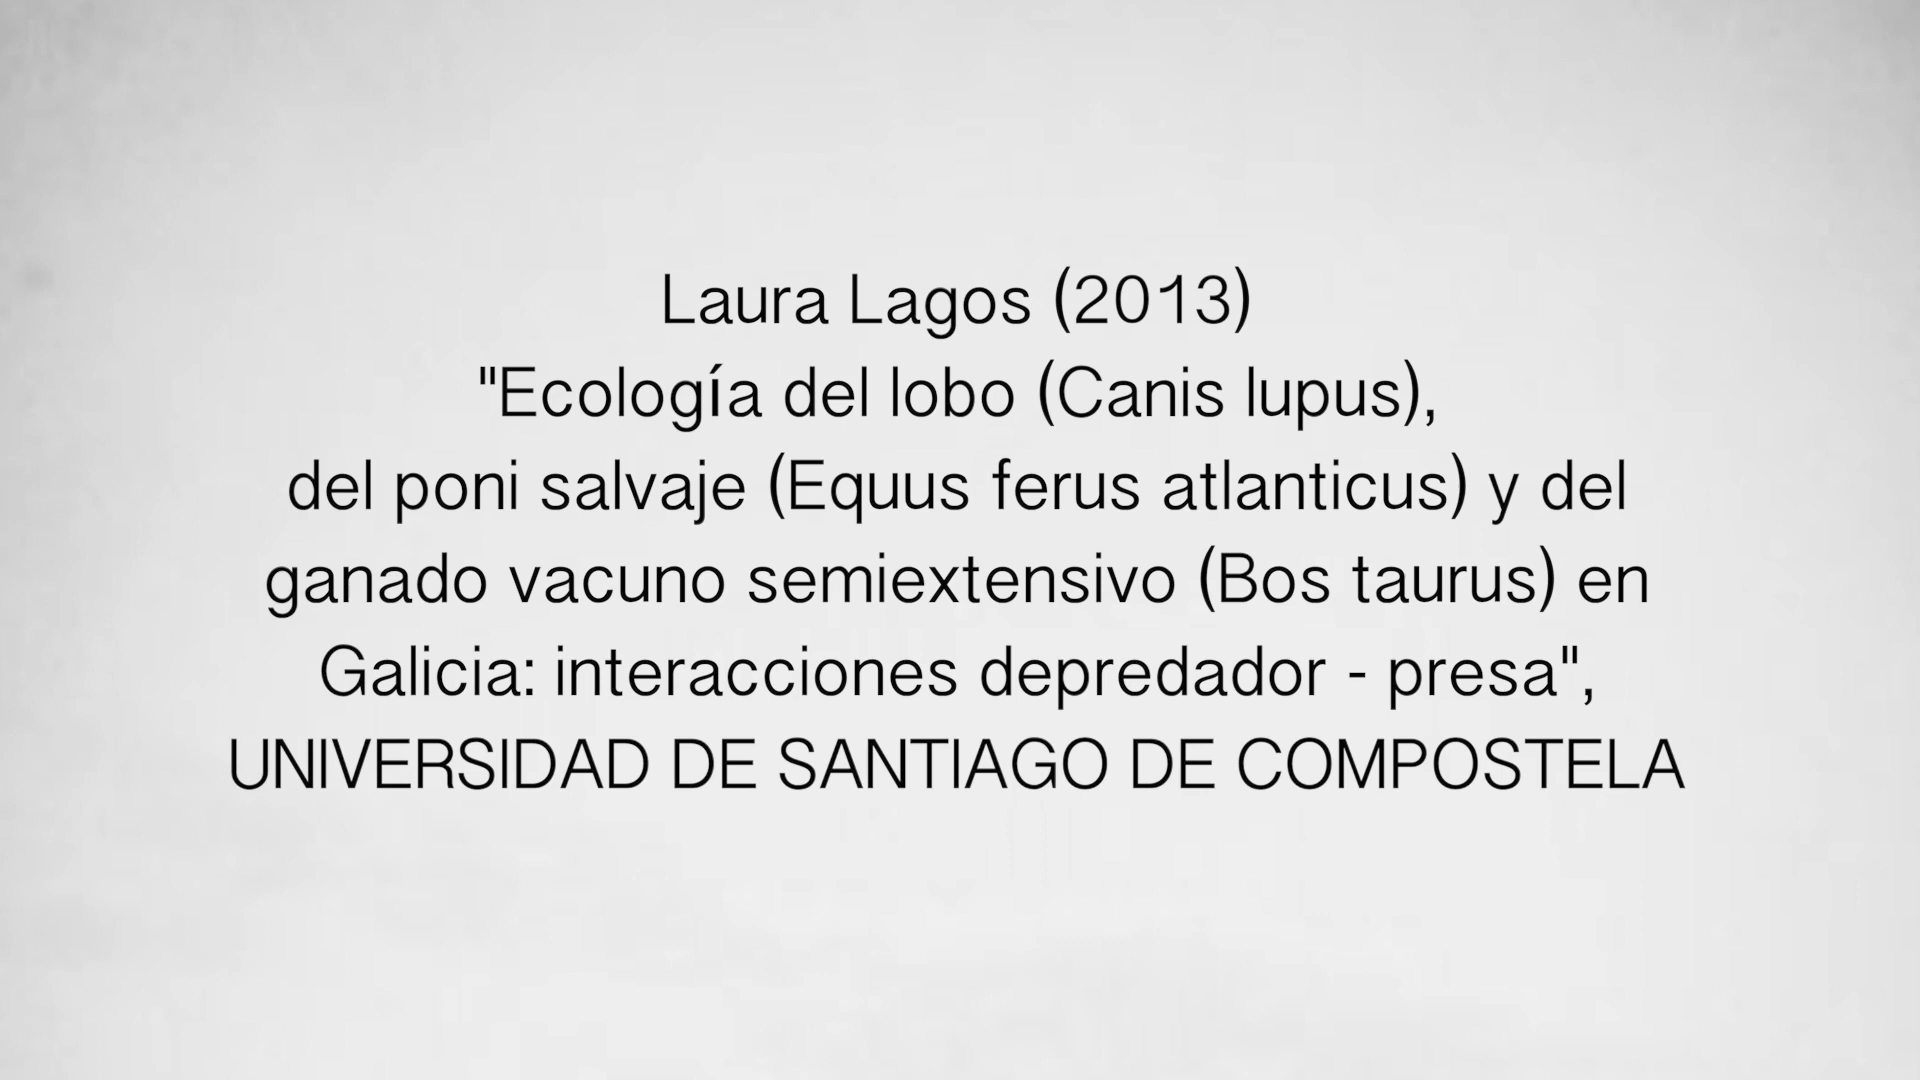 Laura Lagos (2013)
"Ecología del lobo (Canis lupus),
del poni salvaje (Equus ferus atlanticus) y del
ganado vacuno semiextensivo (Bos taurus) en
Galicia: interacciones depredador - presa",
UNIVERSIDAD DE SANTIAGO DE COMPOSTELA